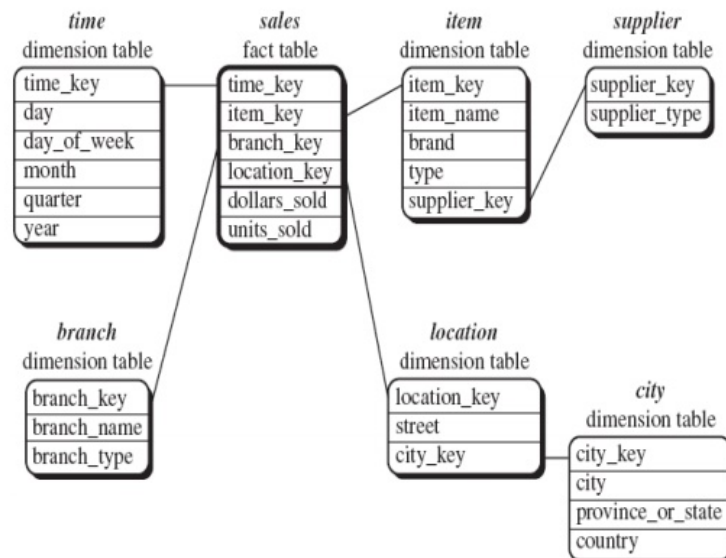 time
dimension table
time_key
day
day_of_week
month
quarter
year
sales
fact table
time_key
item_key
branch_key
location_key
dollars_sold
units_sold
item
dimension table
item_key
item_name
brand
type
supplier_key
supplier
dimension table
supplier_key
supplier_type
branch
dimension table
branch_key
branch_name
branch_type
location
dimension table
location_key
street
city_key
city
dimension table
city_key
city
province_or_state
country